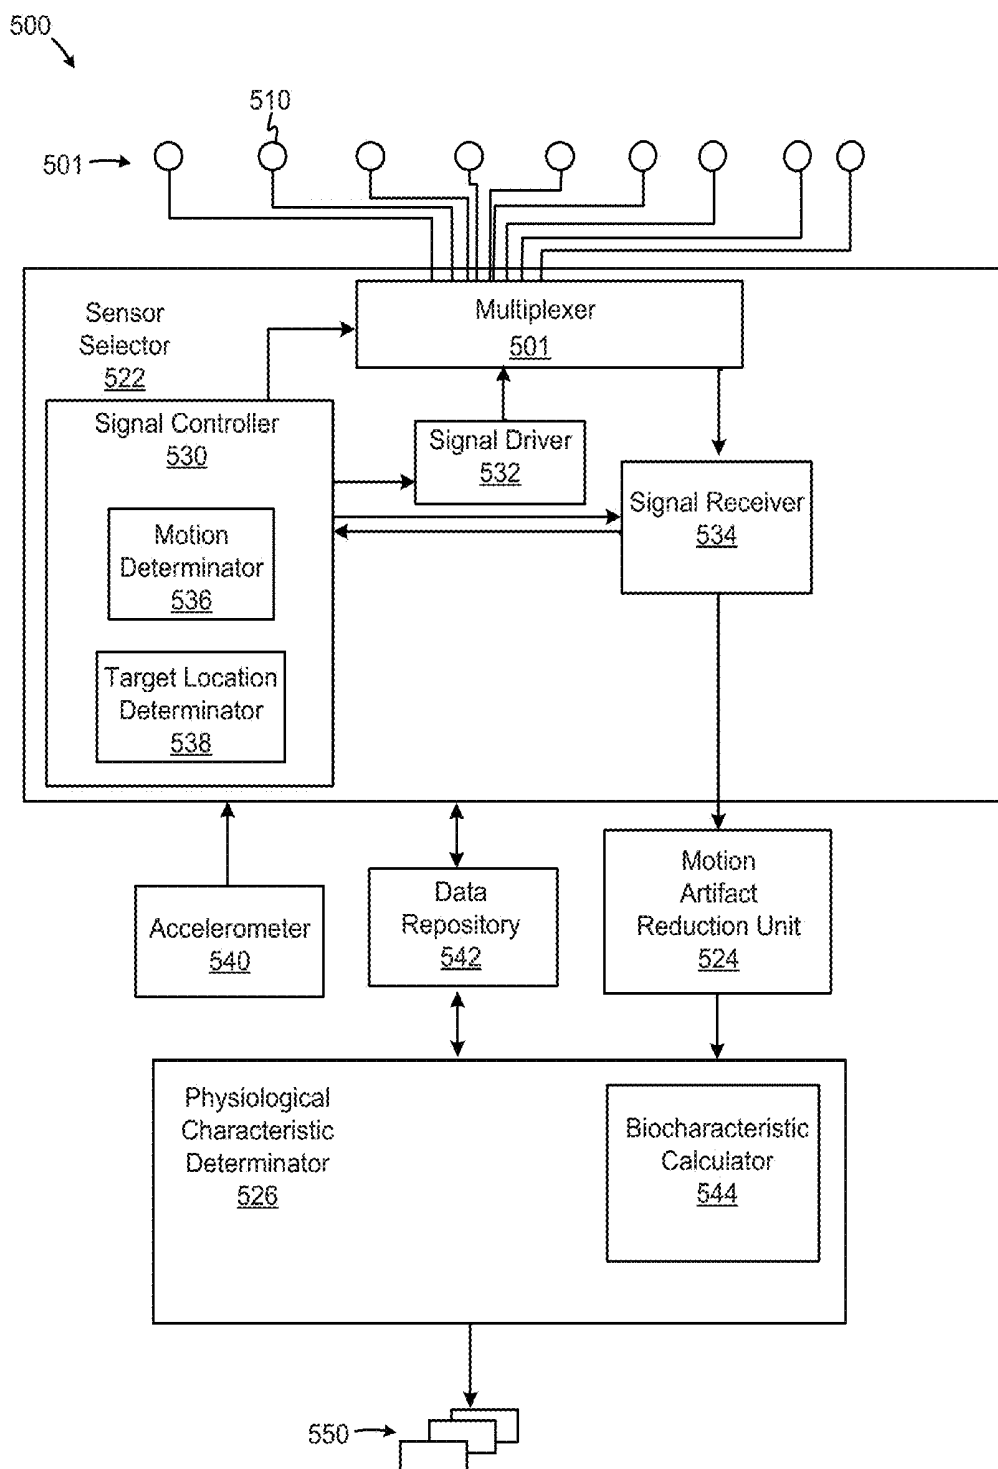 500
510
501
Sensor
Selector
522
Multiplexer
501
Signal Controller
530
Signal Driver
532
Signal Receiver
534
Motion
Determinator
536
Target Location
Determinator
538
Accelerometer
540
Data
Repository
542
Motion
Artifact
Reduction Unit
524
Physiological
Characteristic
Determinator
526
Biocharacteristic
Calculator
544
550